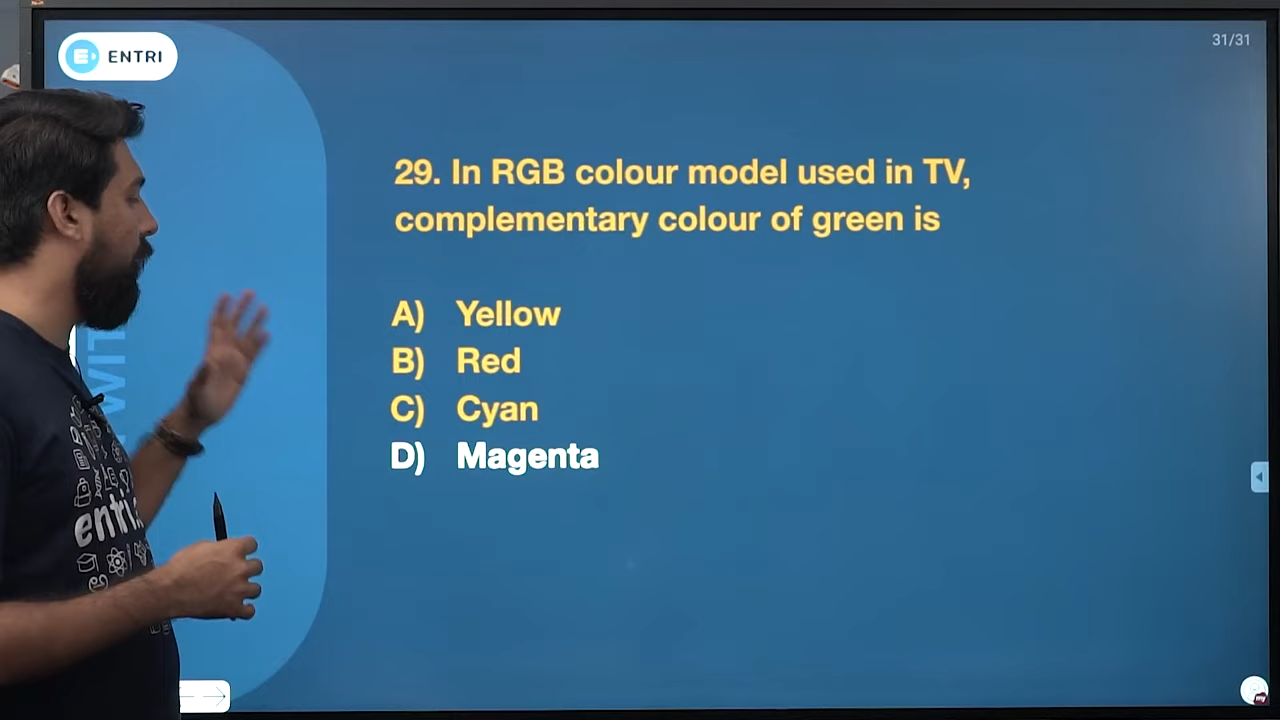 ENTRI
31/31
29. In RGB colour model used in TV,
complementary colour of green is
A) Yellow
B) Red
C) Cyan
D) Magenta
WIT
entri